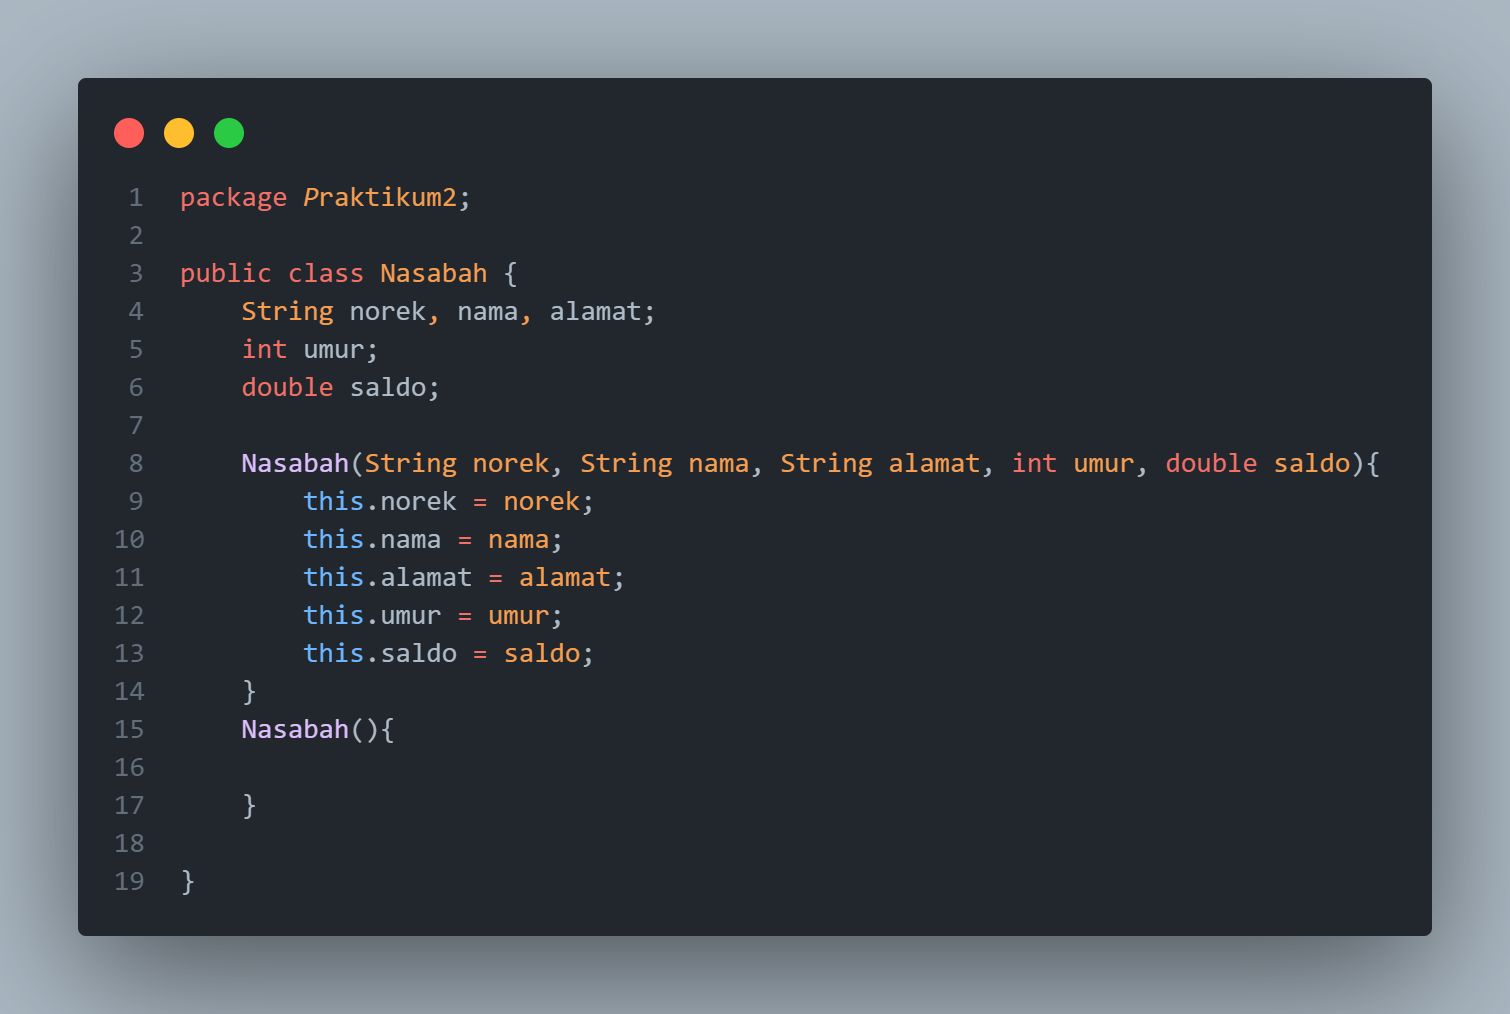 1 package Praktikum2;
2
3 public class Nasabah {
4     String norek, nama, alamat;
5     int umur;
6     double saldo;
7
8     Nasabah(String norek, String nama, String alamat, int umur, double saldo){
9         this.norek = norek;
10         this.nama = nama;
11         this.alamat = alamat;
12         this.umur = umur;
13         this.saldo = saldo;
14     }
15     Nasabah(){
16
17     }
18
19 }